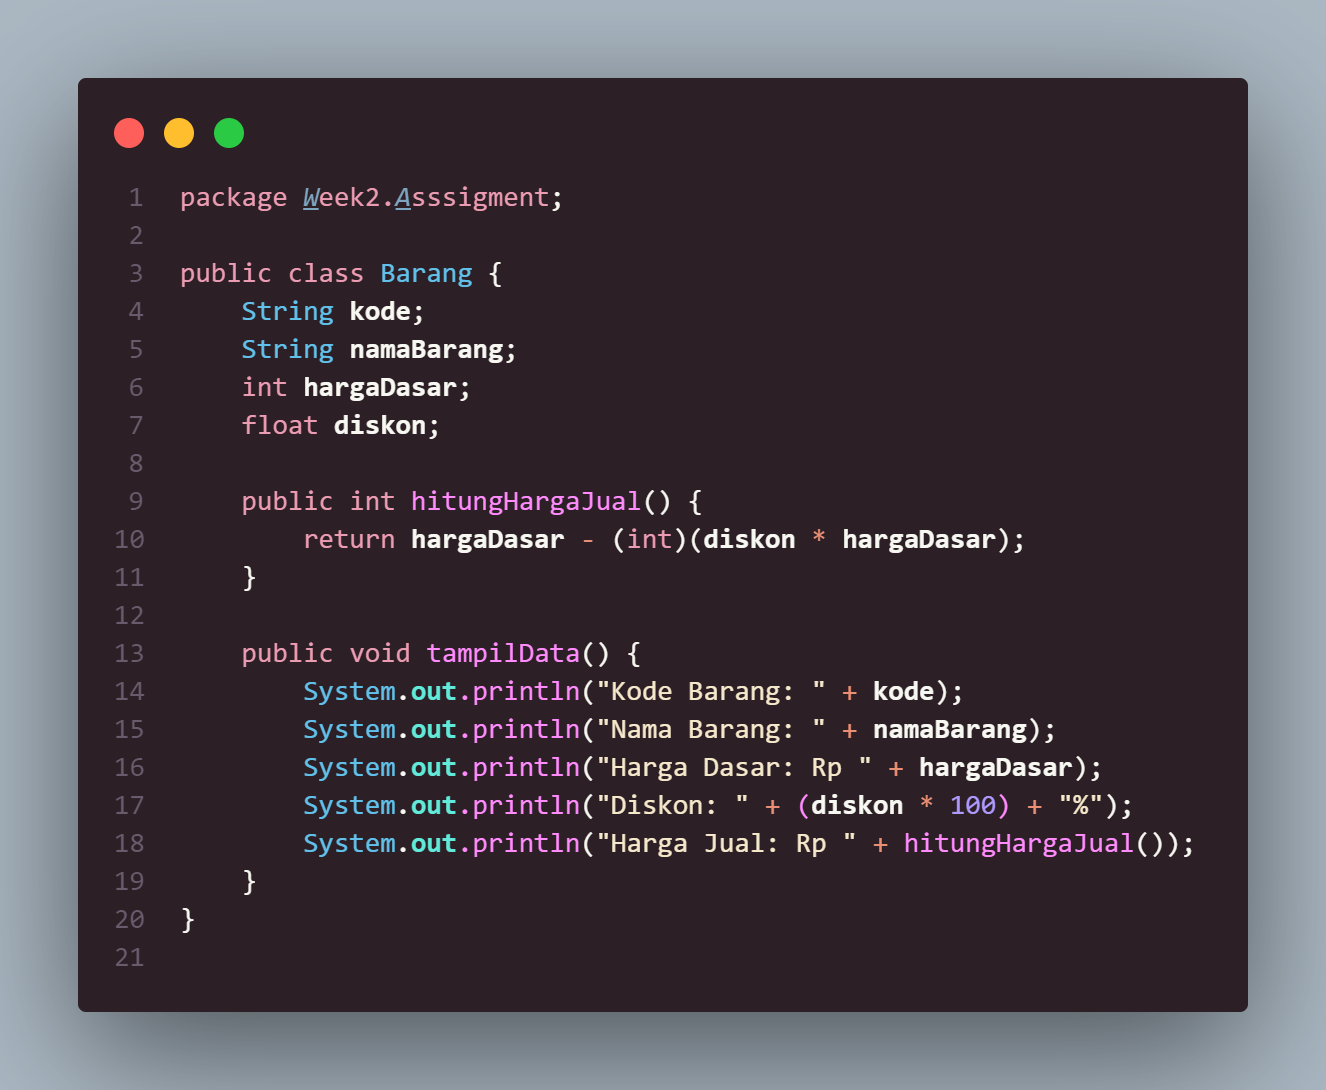 1 package Week2.Asssigment;
2
3 public class Barang {
4     String kode;
5     String namaBarang;
6     int hargaDasar;
7     float diskon;
8
9     public int hitungHargaJual() {
10         return hargaDasar - (int)(diskon * hargaDasar);
11     }
12
13     public void tampilData() {
14         System.out.println("Kode Barang: " + kode);
15         System.out.println("Nama Barang: " + namaBarang);
16         System.out.println("Harga Dasar: Rp " + hargaDasar);
17         System.out.println("Diskon: " + (diskon * 100) + "%");
18         System.out.println("Harga Jual: Rp " + hitungHargaJual());
19     }
20 }
21